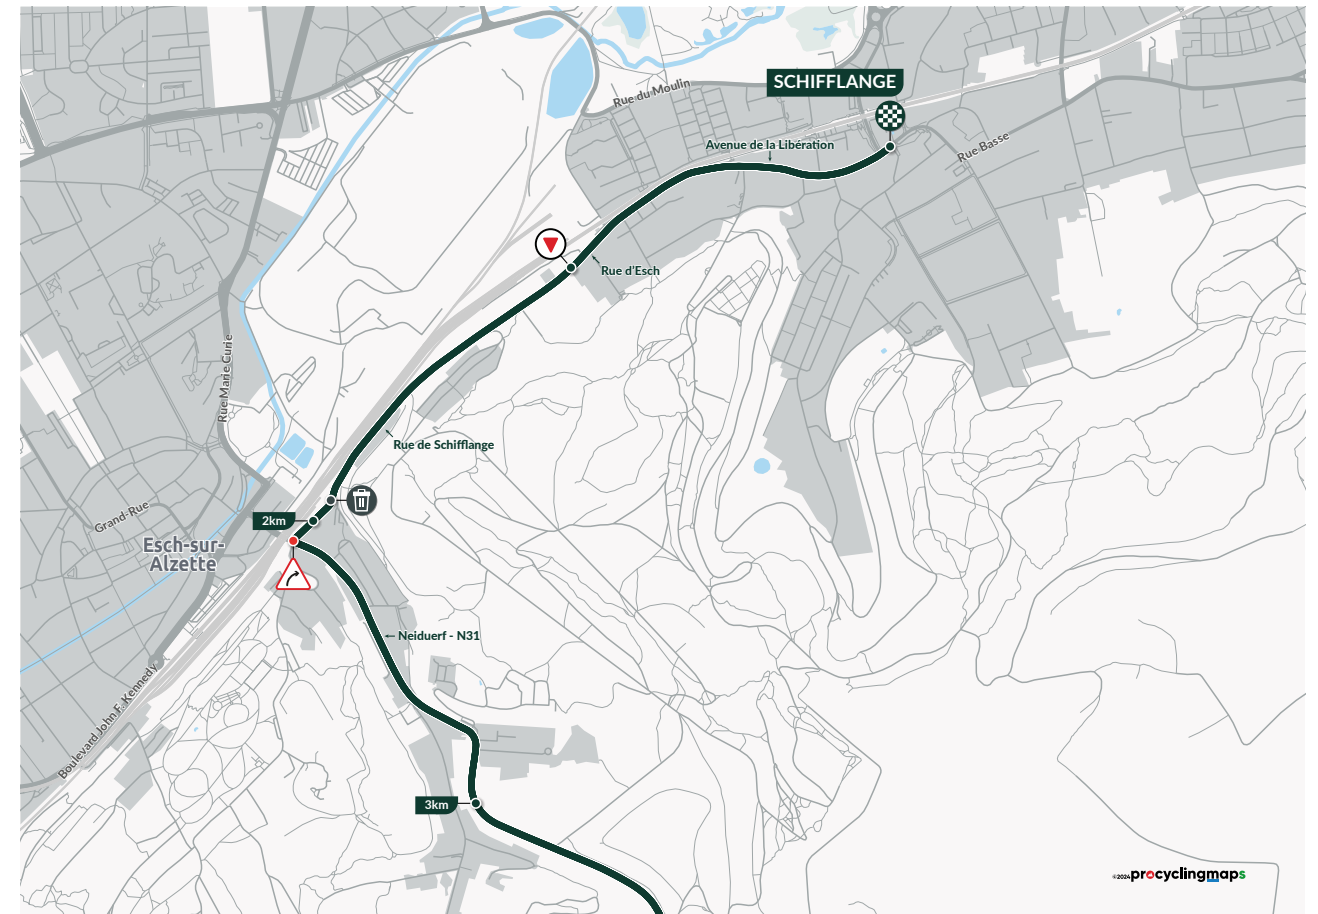 SCHIFFLANGE
Rue du Moulin
Avenue de la Libération
Rue Basse
Rue d'Esch
Rue Marie Curie
Rue de Schifflange
Grand-Rue
2km
Esch-sur-
Alzette
Neiduerf - N31
Boulevard John F. Kennedy
3km
©2024 procyclingmaps